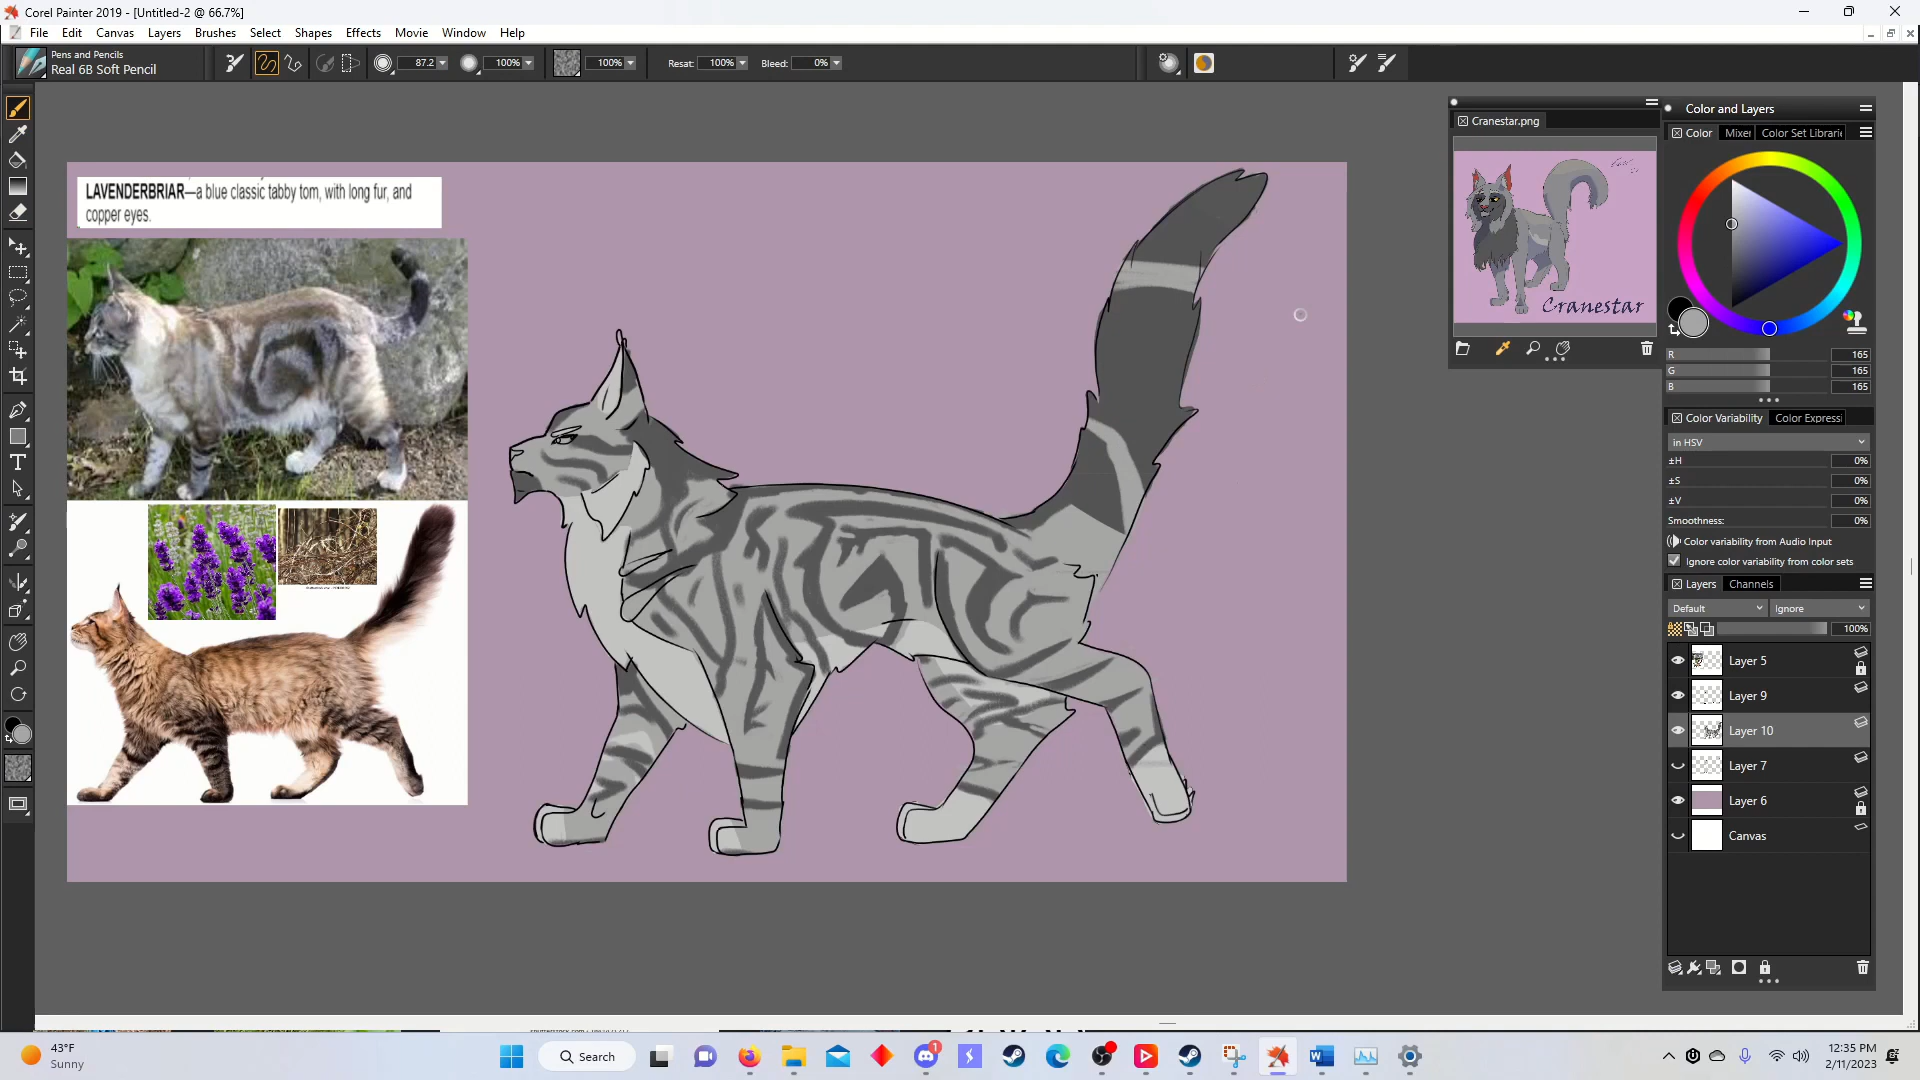 Corel Painter 2019 - [Untitled-2 @ 66.7%]
File Edit Canvas Layers Brushes Select Shapes Effects Movie Window Help
Pens and Pencils
Real 6B Soft Pencil
87.2 100% 100% Resat: 100% Bleed: 0%
Cranestar.png
Cranestar
Color and Layers
Color Mixer Color Set Librarie
R 165
G 165
B 165
Color Variability Color Expressi
in HSV
±H 0%
±S 0%
±V 0%
Smoothness: 0%
Color variability from Audio Input
Ignore color variability from color sets
Layers Channels
Default Ignore
100%
Layer 5
Layer 9
Layer 10
Layer 7
Layer 6
Canvas
LAVENDERBRIAR—a blue classic tabby tom, with long fur, and
copper eyes.
43°F
Sunny
Search
1
12:35 PM
2/11/2023